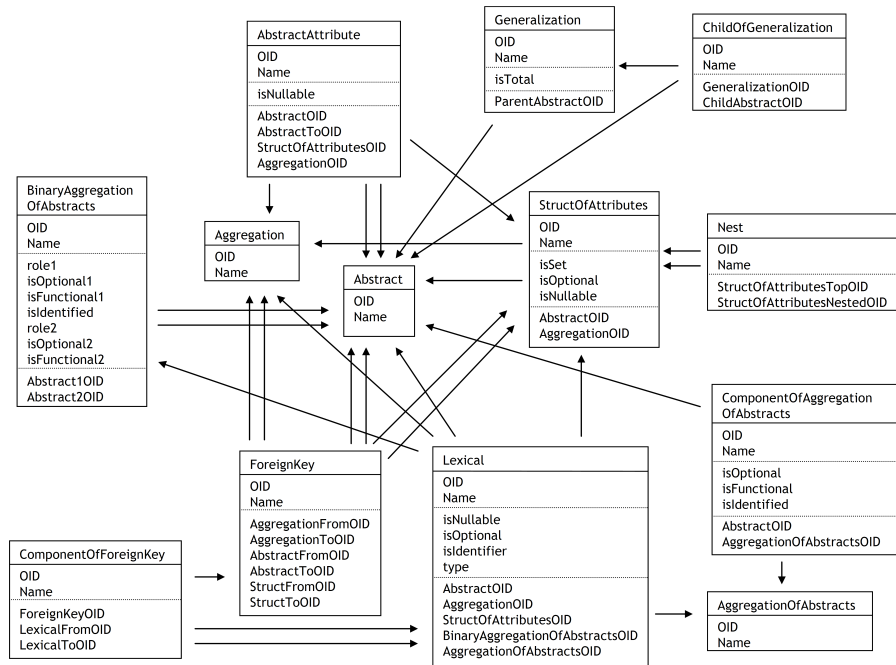 AbstractAttribute
OID
Name
isNullable
AbstractOID
AbstractToOID
StructOfAttributesOID
AggregationOID
Generalization
OID
Name
isTotal
ParentAbstractOID
ChildOfGeneralization
OID
Name
GeneralizationOID
ChildAbstractOID
BinaryAggregation
OfAbstracts
OID
Name
role1
isOptional1
isFunctional1
isIdentified
role2
isOptional2
isFunctional2
Abstract1OID
Abstract2OID
Aggregation
OID
Name
Abstract
OID
Name
StructOfAttributes
OID
Name
isSet
isOptional
isNullable
AbstractOID
AggregationOID
Nest
OID
Name
StructOfAttributesTopOID
StructOfAttributesNestedOID
ComponentOfAggregation
OfAbstracts
OID
Name
isOptional
isFunctional
isIdentified
AbstractOID
AggregationOfAbstractsOID
ForeignKey
OID
Name
AggregationFromOID
AggregationToOID
AbstractFromOID
AbstractToOID
StructFromOID
StructToOID
Lexical
OID
Name
isNullable
isOptional
isIdentifier
type
AbstractOID
AggregationOID
StructOfAttributesOID
BinaryAggregationOfAbstractsOID
AggregationOfAbstractsOID
ComponentOfForeignKey
OID
Name
ForeignKeyOID
LexicalFromOID
LexicalToOID
AggregationOfAbstracts
OID
Name